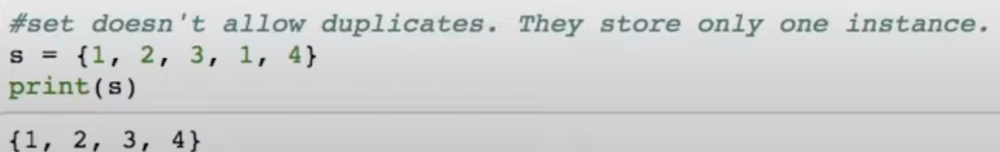 #set doesn't allow duplicates. They store only one instance.
s = {1, 2, 3, 1, 4}
print(s)
{1, 2, 3, 4}